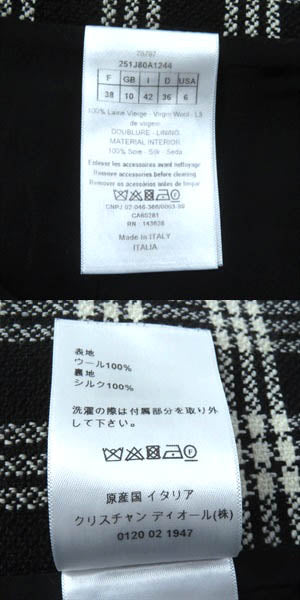 251J80A1244
F GB I D USA
38 10 42 36 6
100% Laine Vierge - Virgin Wool - Lã
de virgem
DOUBLURE - LINING
MATERIAL INTERIOR
100% Soie - Silk - Seda
Enlever les accessoires avant nettoyage
Remove accessories before cleaning.
Remover os acessórios antes de limpar
CA60281
RN : 143626
Made in ITALY
ITALIA
表地
ウール100%
裏地
シルク100%
洗濯の際は付属部分を取り外
して下さい。
原産国 イタリア
クリスチャン ディオール(株)
0120 02 1947